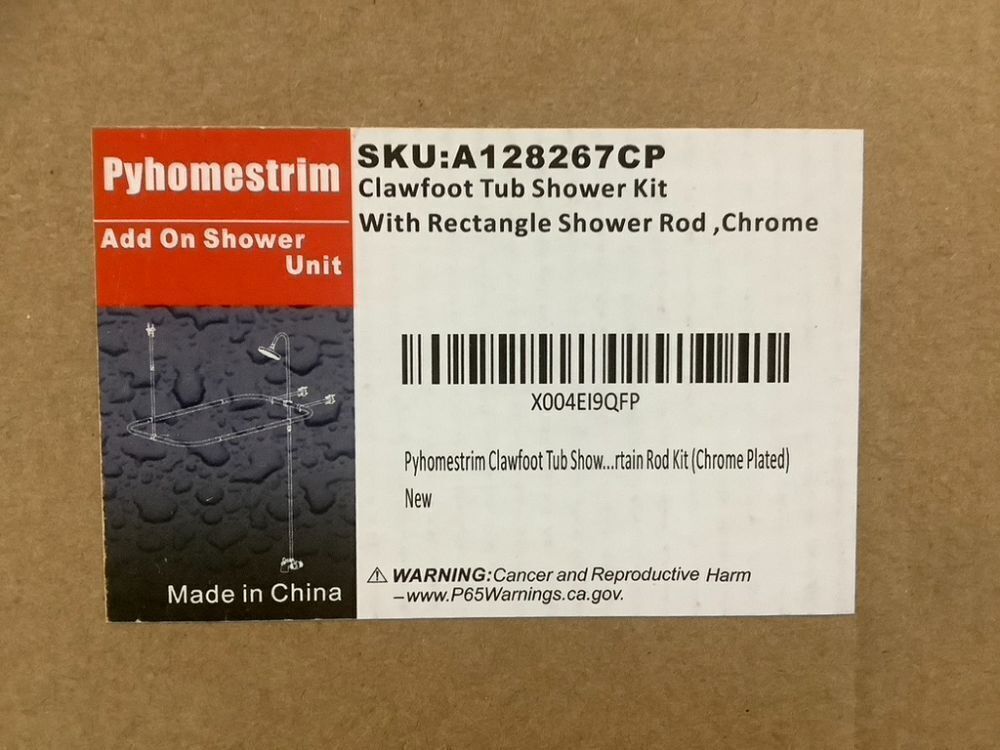 Pyhomestrim
Add On Shower
Unit
Made in China
SKU:A128267CP
Clawfoot Tub Shower Kit
With Rectangle Shower Rod ,Chrome
X004EI9QFP
Pyhomestrim Clawfoot Tub Show...rtain Rod Kit (Chrome Plated)
New
⚠ WARNING:Cancer and Reproductive Harm
–www.P65Warnings.ca.gov.